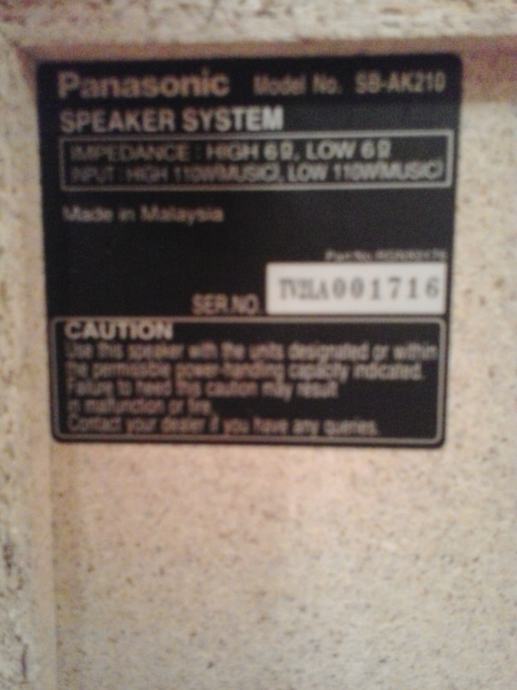 Panasonic Model No. SB-AK210
SPEAKER SYSTEM
IMPEDANCE : HIGH 6Ω, LOW 6Ω
INPUT : HIGH 110W(MUSIC), LOW 110W(MUSIC)
Made in Malaysia
Part No.
SER.NO. TV2LA001716
CAUTION
Use this speaker with the units designated or within
the permissible power-handling capacity indicated.
Failure to heed this caution may result
in malfunction or fire.
Contact your dealer if you have any queries.